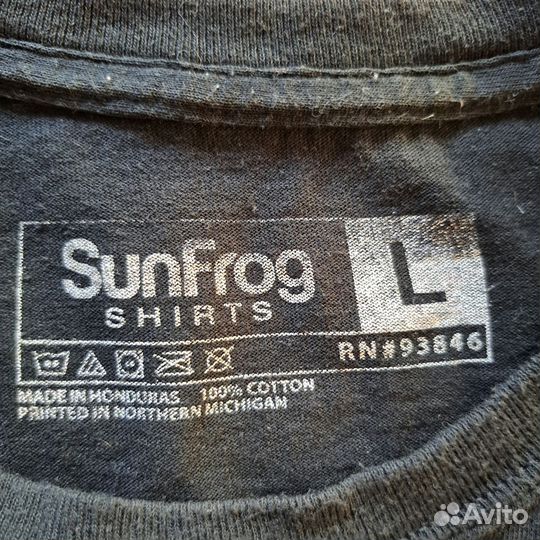 SunFrog
SHIRTS
L
RN#93846
MADE IN HONDURAS 100% COTTON
PRINTED IN NORTHERN MICHIGAN
Avito